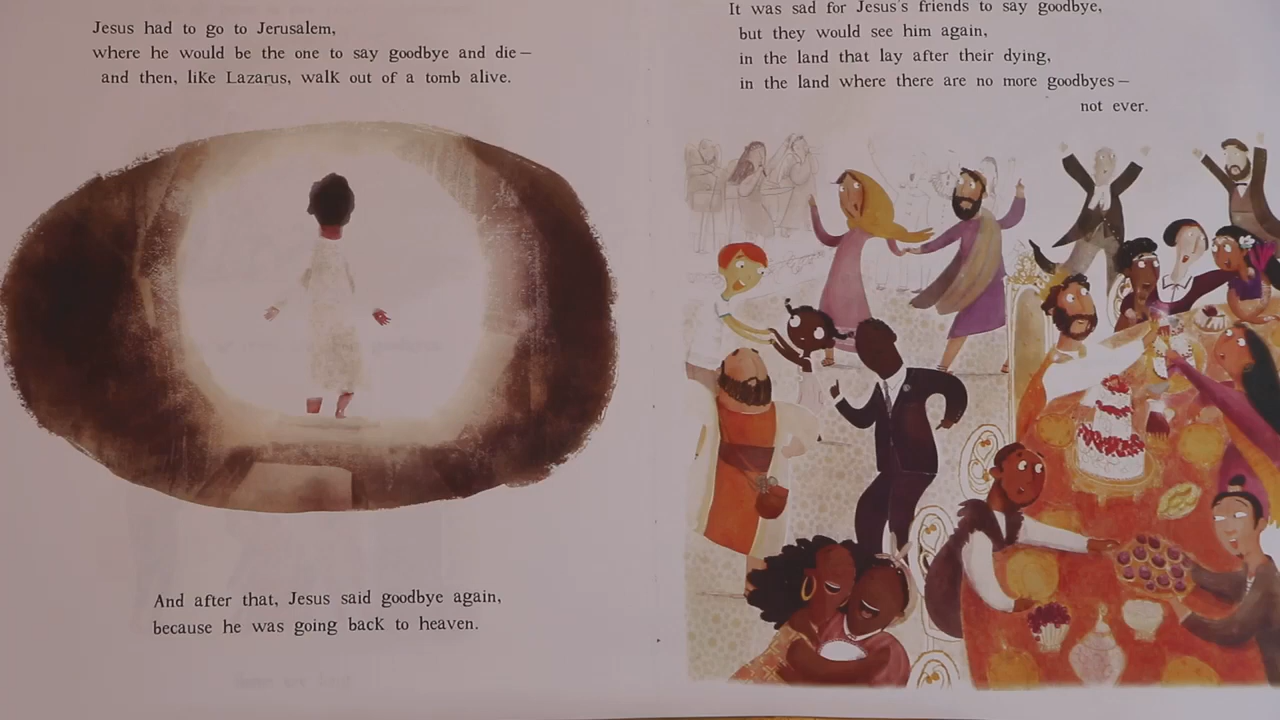 Jesus had to go to Jerusalem,
where he would be the one to say goodbye and die—
and then, like Lazarus, walk out of a tomb alive.
And after that, Jesus said goodbye again,
because he was going back to heaven.
It was sad for Jesus's friends to say goodbye,
but they would see him again,
in the land that lay after their dying,
in the land where there are no more goodbyes—
not ever.